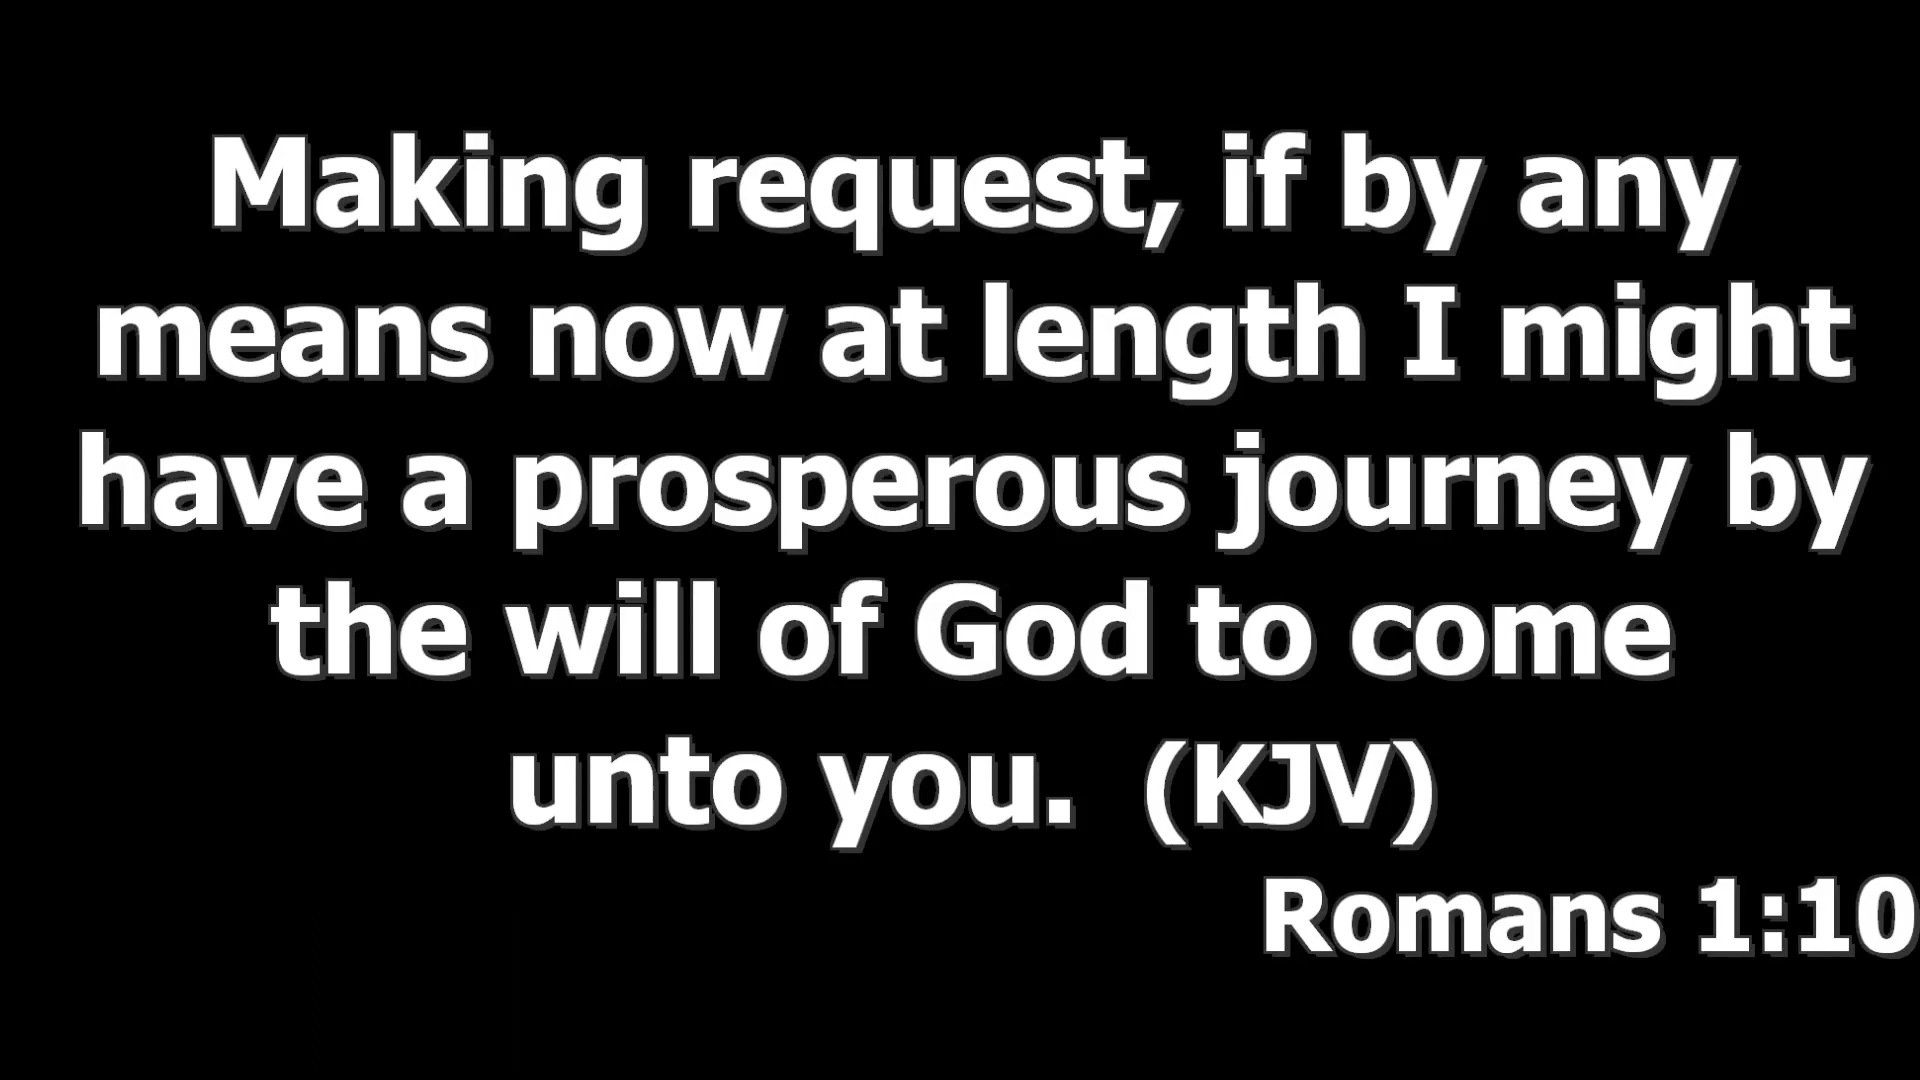 Making request, if by any
means now at length I might
have a prosperous journey by
the will of God to come
unto you. (KJV)
Romans 1:10